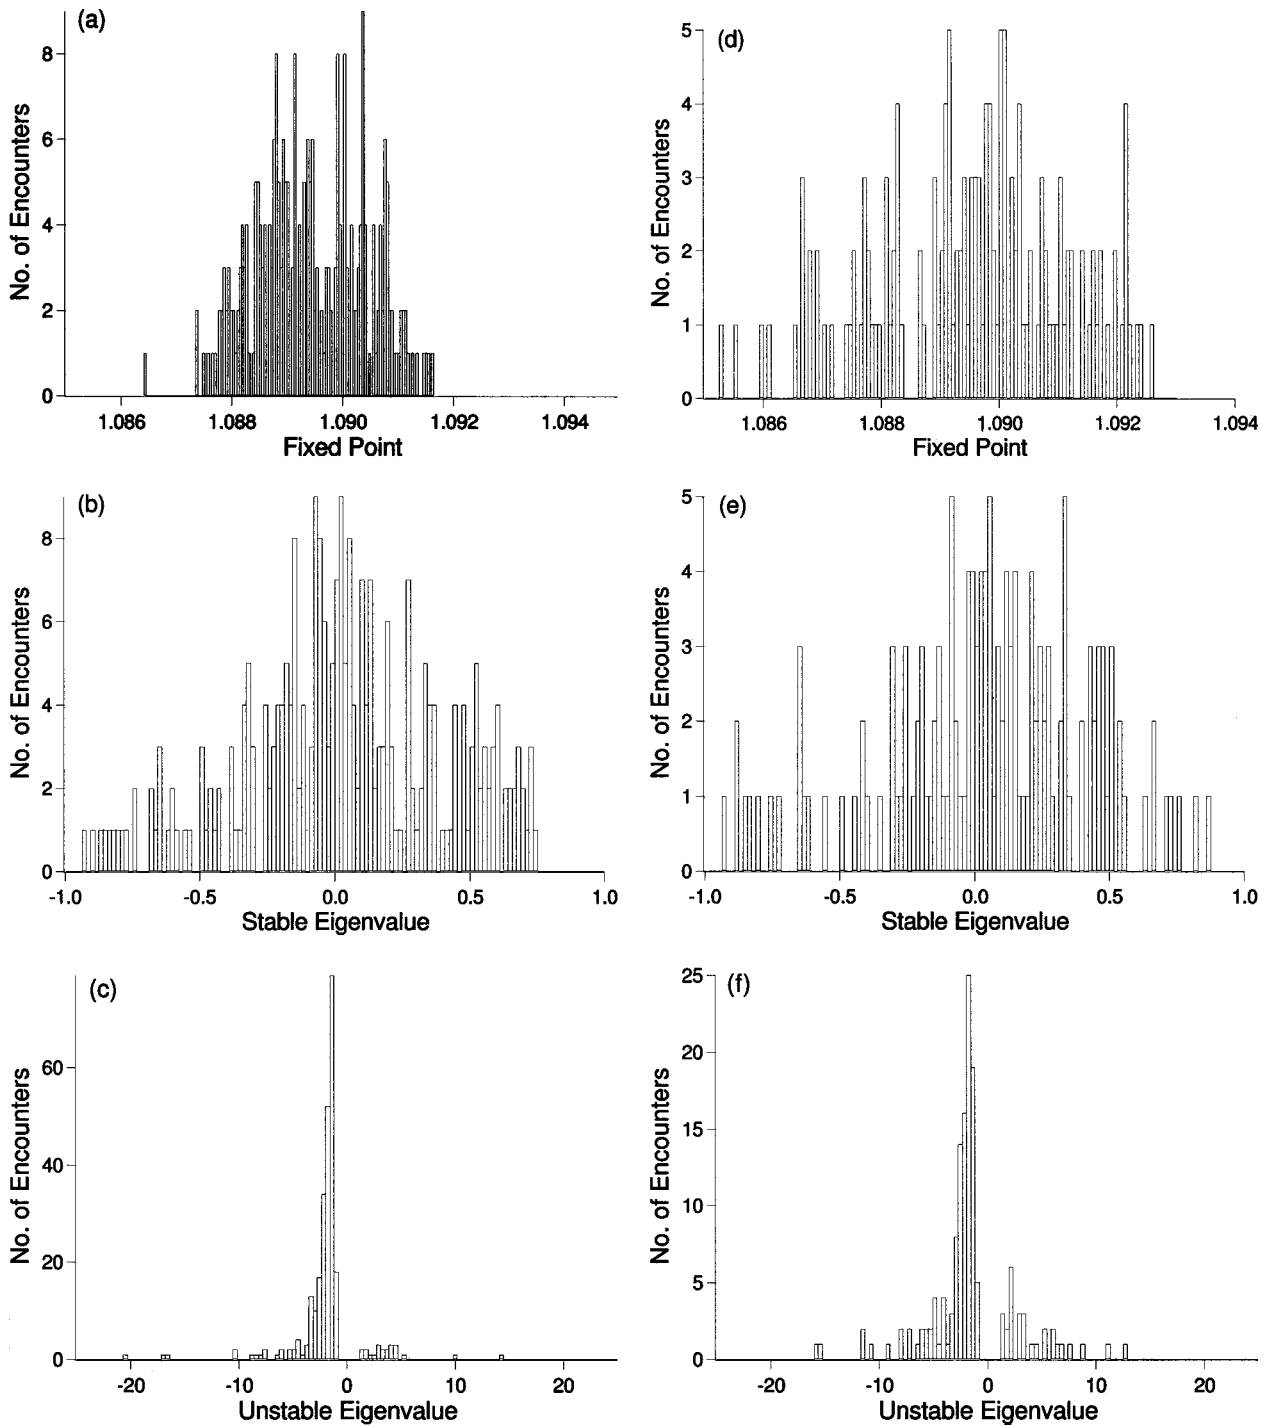 (a)
No. of Encounters
8
6
4
2
0
1.086 1.088 1.090 1.092 1.094
Fixed Point
(d)
No. of Encounters
5
4
3
2
1
0
1.086 1.088 1.090 1.092 1.094
Fixed Point
(b)
No. of Encounters
8
6
4
2
0
-1.0 -0.5 0.0 0.5 1.0
Stable Eigenvalue
(e)
No. of Encounters
5
4
3
2
1
0
-1.0 -0.5 0.0 0.5 1.0
Stable Eigenvalue
(c)
No. of Encounters
60
40
20
0
-20 -10 0 10 20
Unstable Eigenvalue
(f)
No. of Encounters
25
20
15
10
5
0
-20 -10 0 10 20
Unstable Eigenvalue